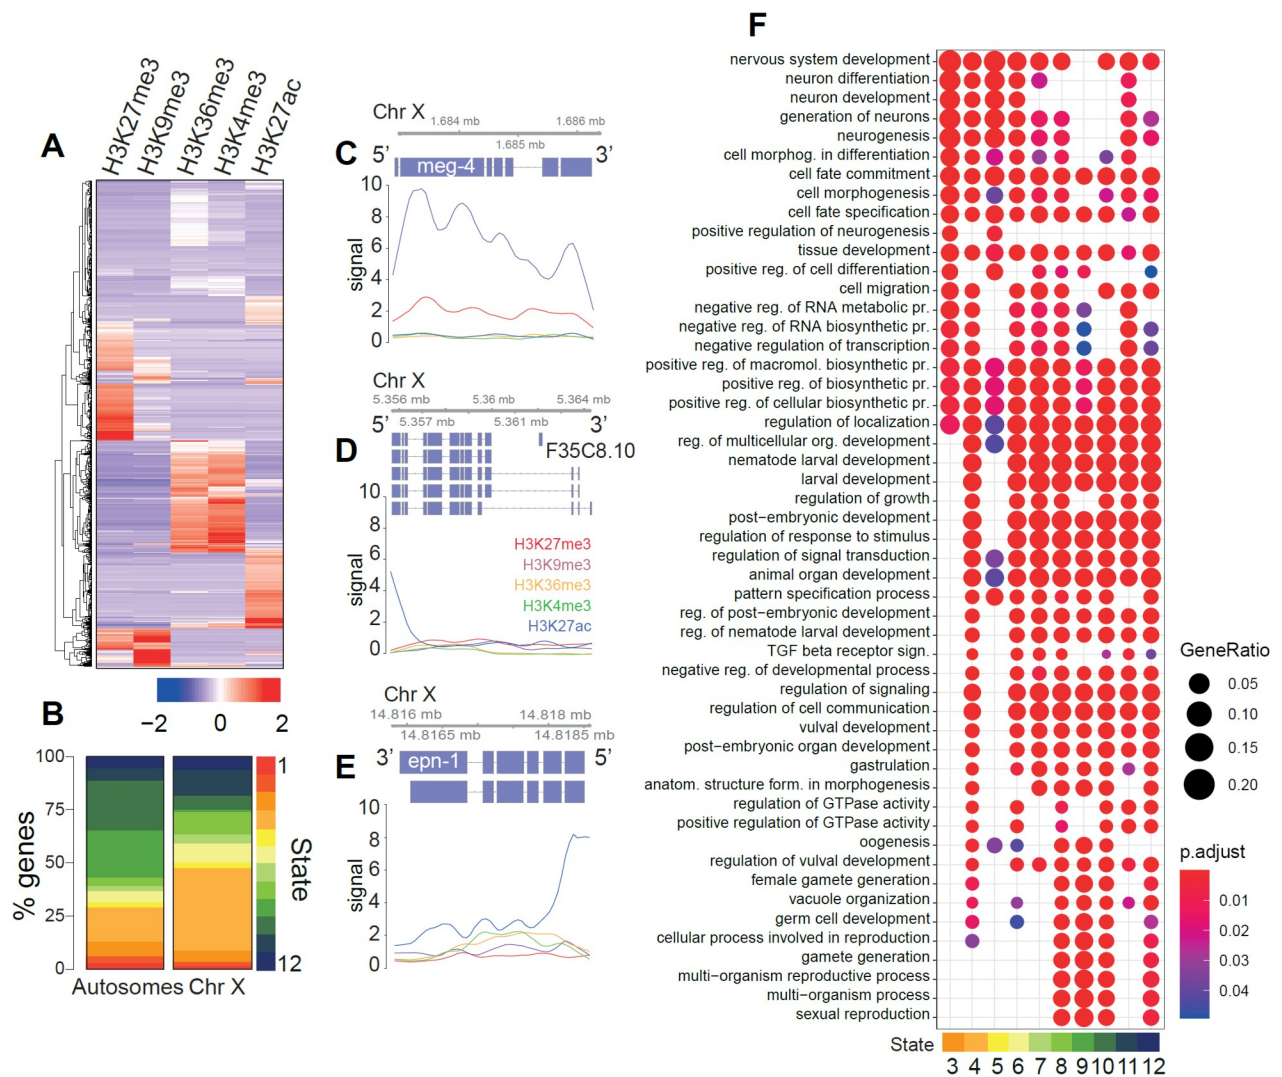 A
H3K27me3
H3K9me3
H3K36me3
H3K4me3
H3K27ac
−2
0
2
B
% genes
100
75
50
25
0
Autosomes
Chr X
1
State
12
C
Chr X
1.684 mb
1.686 mb
1.685 mb
5’
3’
meg-4
signal
10
8
6
4
2
0
D
Chr X
5.356 mb
5.36 mb
5.364 mb
5.357 mb
5.361 mb
5’
3’
F35C8.10
signal
10
8
6
4
2
0
H3K27me3
H3K9me3
H3K36me3
H3K4me3
H3K27ac
E
Chr X
14.816 mb
14.818 mb
14.8165 mb
14.8185 mb
3’
5’
epn-1
signal
10
8
6
4
2
0
F
nervous system development
neuron differentiation
neuron development
generation of neurons
neurogenesis
cell morphog. in differentiation
cell fate commitment
cell morphogenesis
cell fate specification
positive regulation of neurogenesis
tissue development
positive reg. of cell differentiation
cell migration
negative reg. of RNA metabolic pr.
negative reg. of RNA biosynthetic pr.
negative regulation of transcription
positive reg. of macromol. biosynthetic pr.
positive reg. of biosynthetic pr.
positive reg. of cellular biosynthetic pr.
regulation of localization
reg. of multicellular org. development
nematode larval development
larval development
regulation of growth
post−embryonic development
regulation of response to stimulus
regulation of signal transduction
animal organ development
pattern specification process
reg. of post−embryonic development
reg. of nematode larval development
TGF beta receptor sign.
negative reg. of developmental process
regulation of signaling
regulation of cell communication
vulval development
post−embryonic organ development
gastrulation
anatom. structure form. in morphogenesis
regulation of GTPase activity
positive regulation of GTPase activity
oogenesis
regulation of vulval development
female gamete generation
vacuole organization
germ cell development
cellular process involved in reproduction
gamete generation
multi−organism reproductive process
multi−organism process
sexual reproduction
State
3 4 5 6 7 8 9 10 11 12
GeneRatio
0.05
0.10
0.15
0.20
p.adjust
0.01
0.02
0.03
0.04